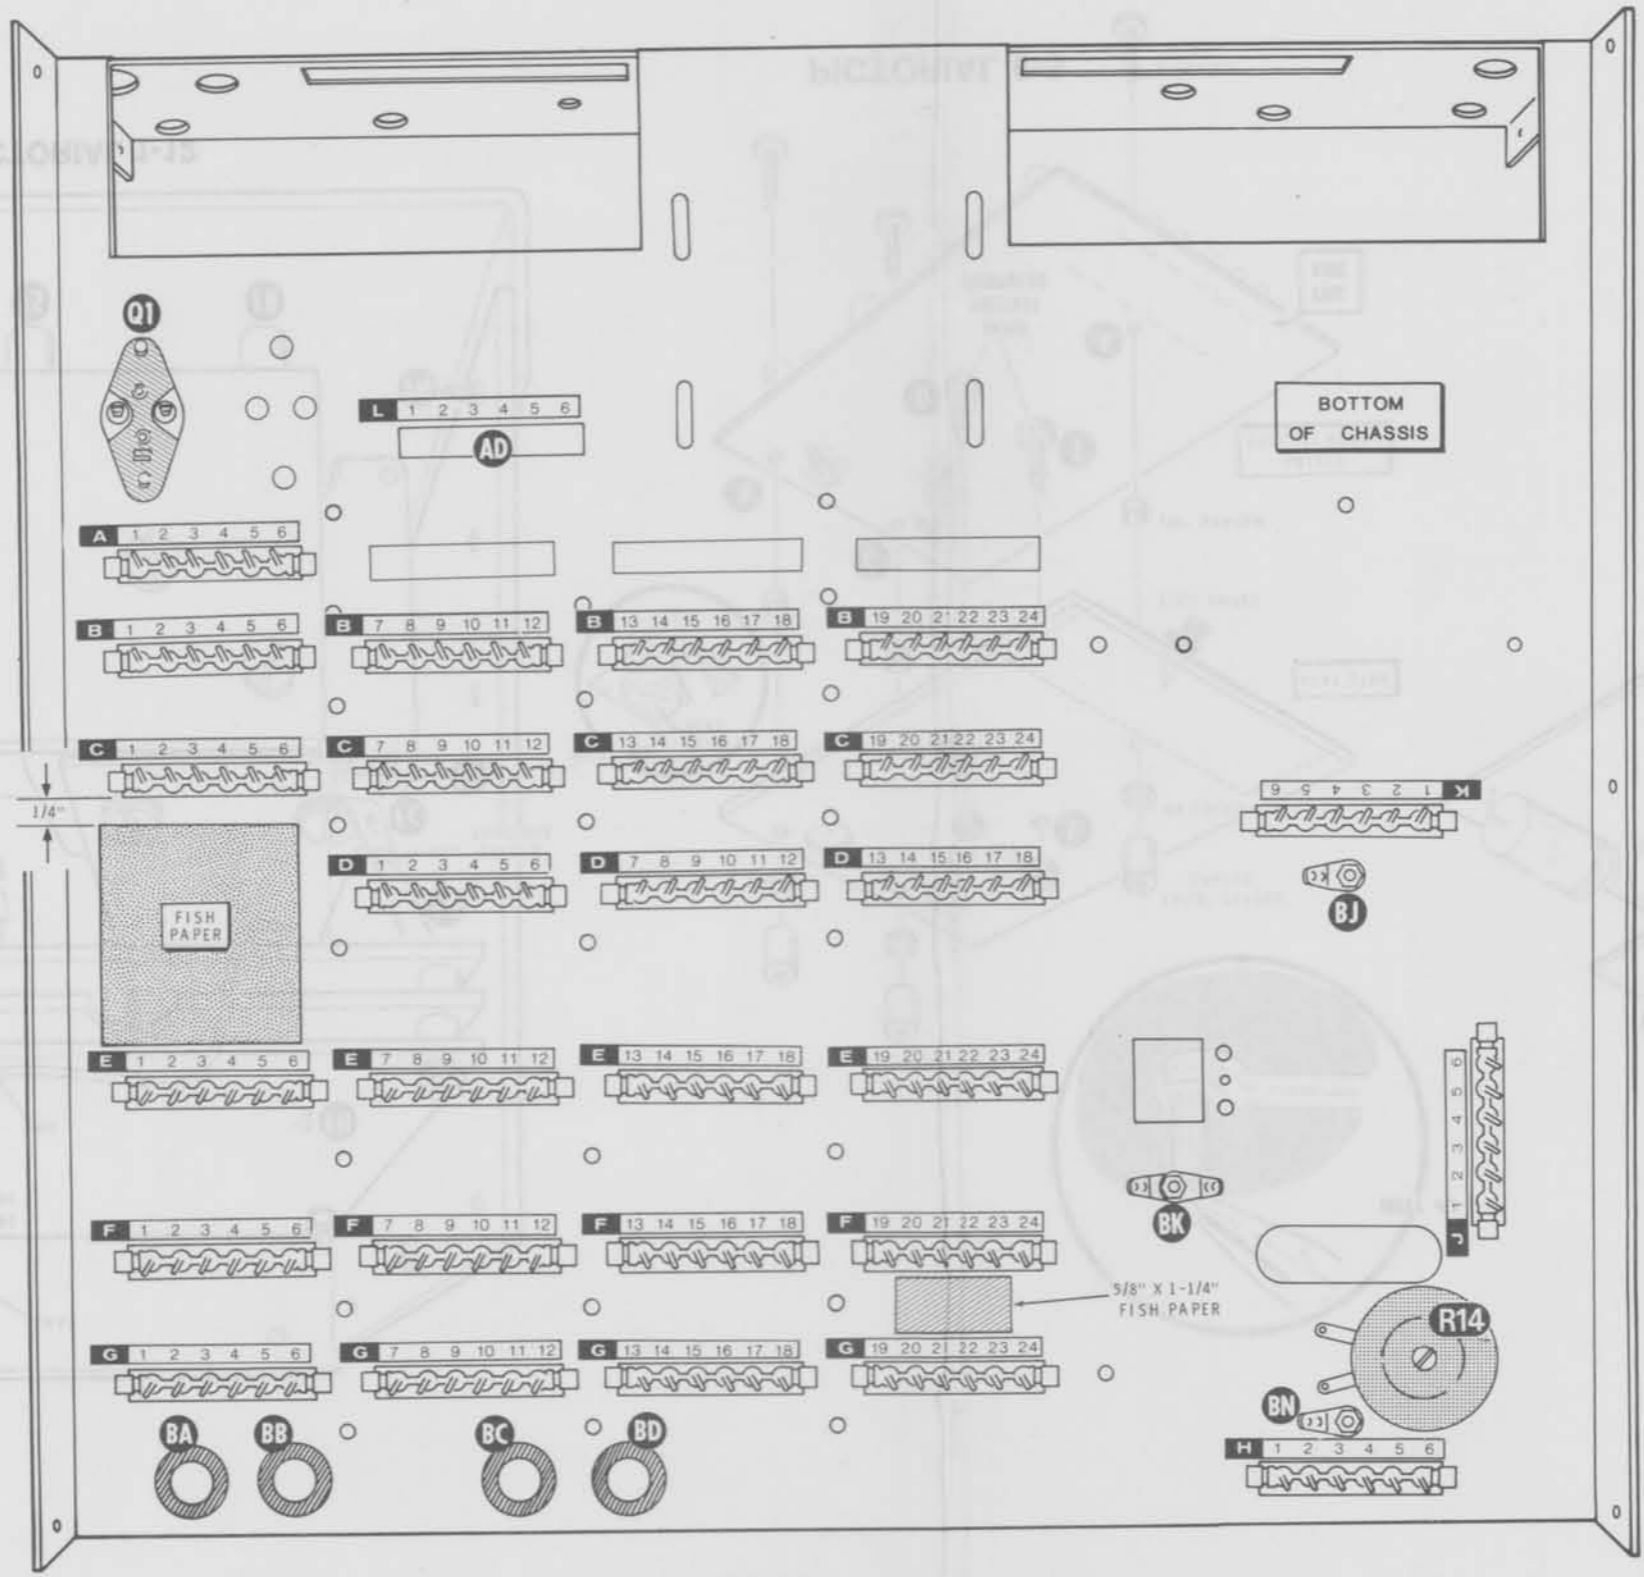 Q1
L 1 2 3 4 5 6
AD
BOTTOM
OF CHASSIS
A 1 2 3 4 5 6
B 1 2 3 4 5 6
B 7 8 9 10 11 12
B 13 14 15 16 17 18
B 19 20 21 22 23 24
C 1 2 3 4 5 6
C 7 8 9 10 11 12
C 13 14 15 16 17 18
C 19 20 21 22 23 24
K 1 2 3 4 5 6
1/4"
D 1 2 3 4 5 6
D 7 8 9 10 11 12
D 13 14 15 16 17 18
BJ
FISH
PAPER
E 1 2 3 4 5 6
E 7 8 9 10 11 12
E 13 14 15 16 17 18
E 19 20 21 22 23 24
J 1 2 3 4 5 6
BK
F 1 2 3 4 5 6
F 7 8 9 10 11 12
F 13 14 15 16 17 18
F 19 20 21 22 23 24
5/8" X 1-1/4"
FISH PAPER
R14
G 1 2 3 4 5 6
G 7 8 9 10 11 12
G 13 14 15 16 17 18
G 19 20 21 22 23 24
BN
BA
BB
BC
BD
H 1 2 3 4 5 6